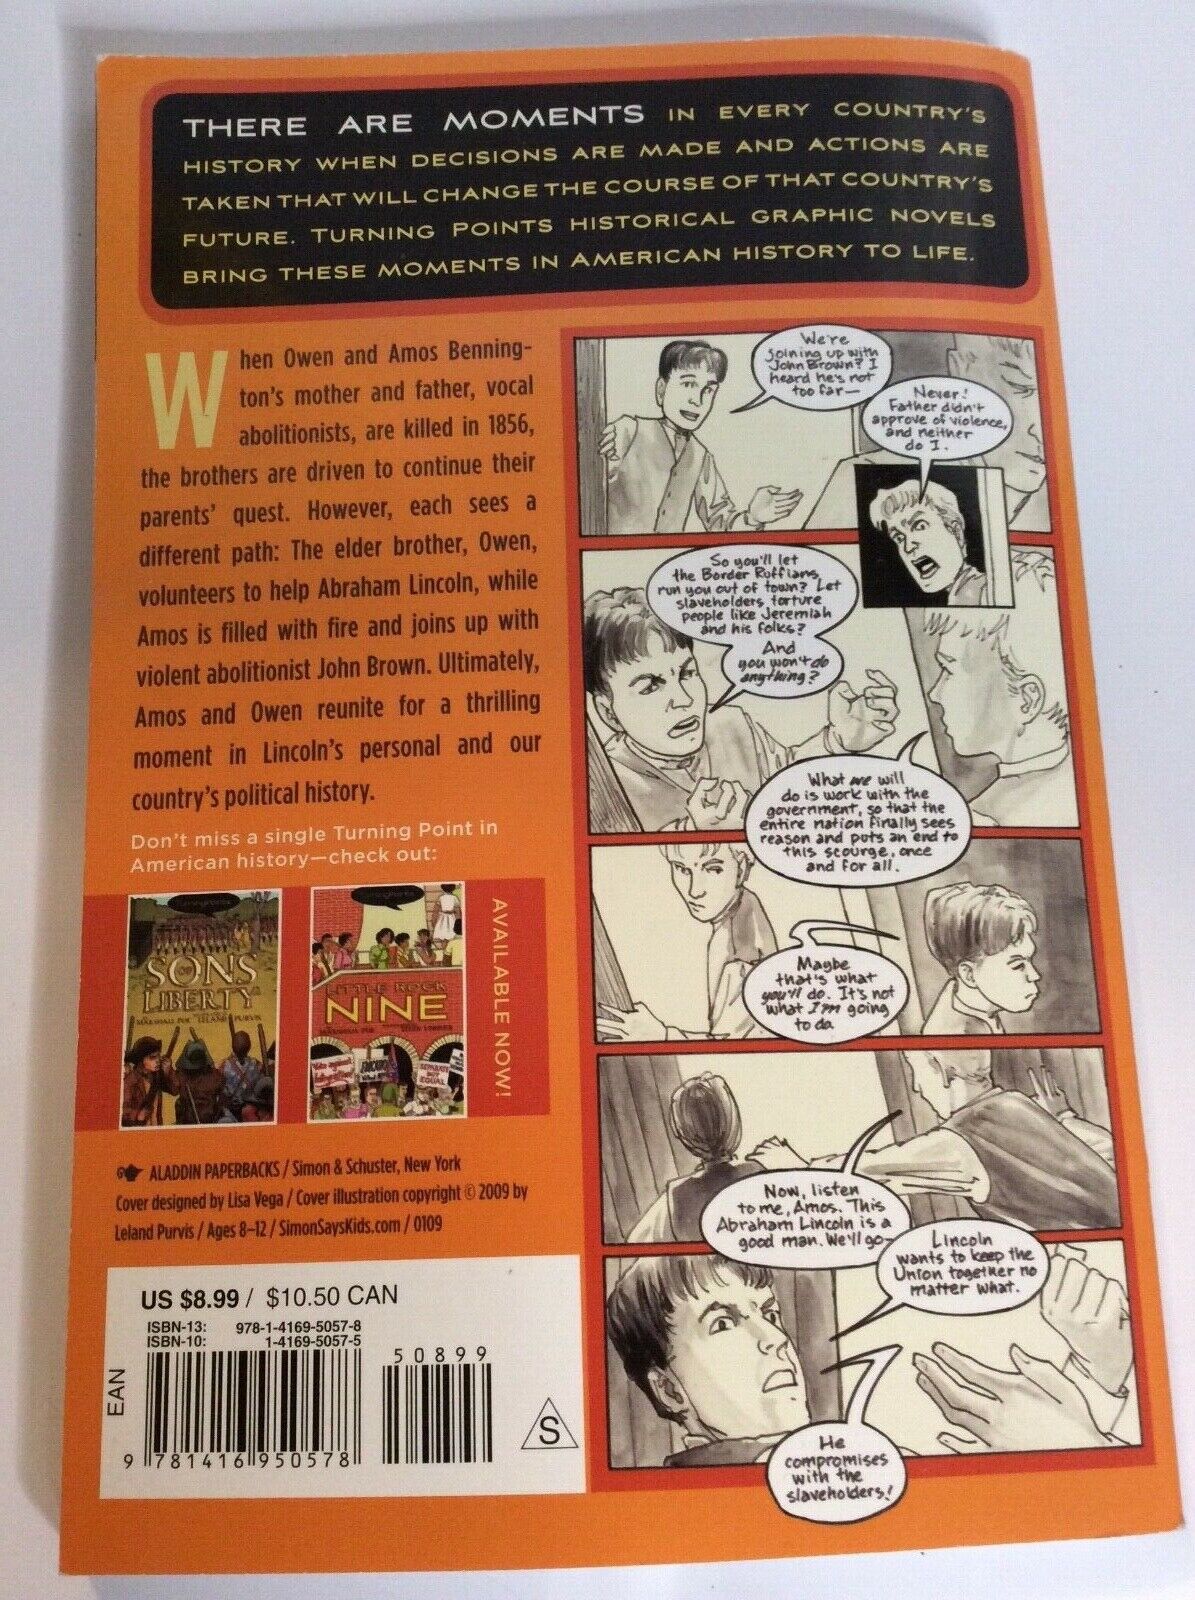 THERE ARE MOMENTS IN EVERY COUNTRY'S
HISTORY WHEN DECISIONS ARE MADE AND ACTIONS ARE
TAKEN THAT WILL CHANGE THE COURSE OF THAT COUNTRY'S
FUTURE. TURNING POINTS HISTORICAL GRAPHIC NOVELS
BRING THESE MOMENTS IN AMERICAN HISTORY TO LIFE.
When Owen and Amos Benning-
ton's mother and father, vocal
abolitionists, are killed in 1856,
the brothers are driven to continue their
parents' quest. However, each sees a
different path: The elder brother, Owen,
volunteers to help Abraham Lincoln, while
Amos is filled with fire and joins up with
violent abolitionist John Brown. Ultimately,
Amos and Owen reunite for a thrilling
moment in Lincoln's personal and our
country's political history.
Don't miss a single Turning Point in
American history—check out:
SONS
OF
LIBERTY
MARSHALL POE
LELAND PURVIS
LITTLE ROCK
NINE
MARSHALL POE
SEPARATE
BUT
EQUAL
AVAILABLE NOW!
ALADDIN PAPERBACKS / Simon & Schuster, New York
Cover designed by Lisa Vega / Cover illustration copyright © 2009 by
Leland Purvis / Ages 8–12 / SimonSaysKids.com / 0109
US $8.99 / $10.50 CAN
ISBN-13: 978-1-4169-5057-8
ISBN-10: 1-4169-5057-5
50899
EAN
9 781416 950578
S
We're
joining up with
John Brown? I
heard he's not
too far—
Never!
Father didn't
approve of violence,
and neither
do I.
So you'll let
the Border Ruffians
run you out of town? Let
slaveholders torture
people like Jeremiah
and his folks?
And
you won't do
anything?
What we will
do is work with the
government, so that the
entire nation finally sees
reason and puts an end to
this scourge, once
and for all.
Maybe
that's what
you'll do. It's not
what I'm going
to do
Now, listen
to me, Amos. This
Abraham Lincoln is a
good man. We'll go—
Lincoln
wants to keep the
Union together no
matter what.
He
compromises
with the
slaveholders!